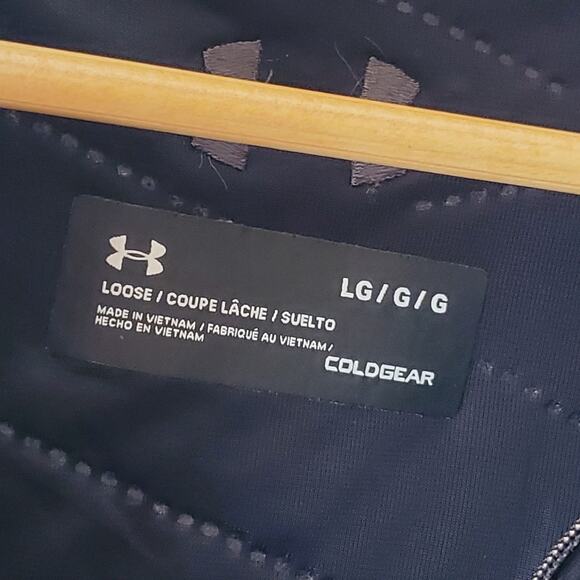 LG/G/G
LOOSE / COUPE LÂCHE / SUELTO
MADE IN VIETNAM / FABRIQUÉ AU VIETNAM /
HECHO EN VIETNAM
COLDGEAR